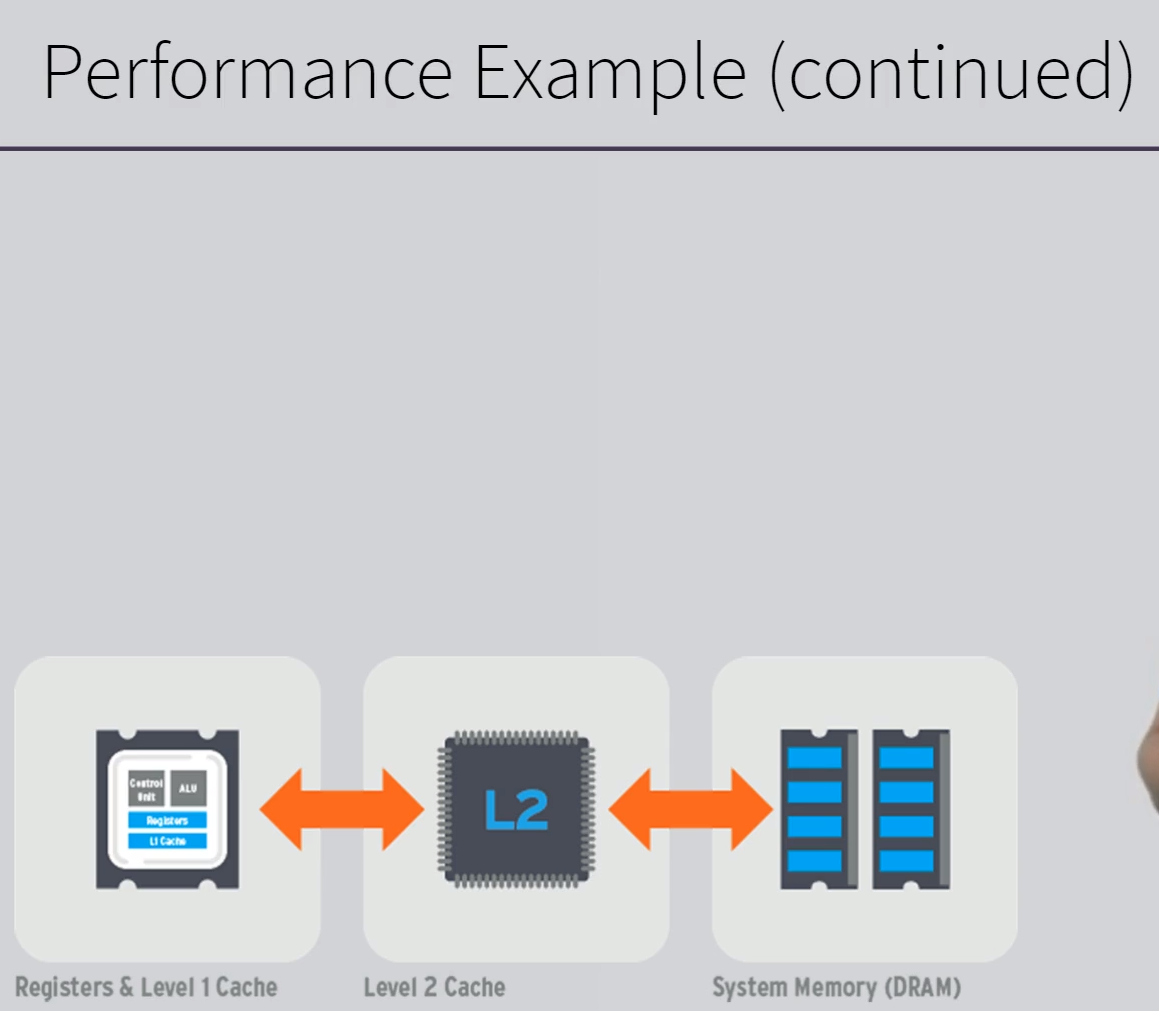 Performance Example (continued)
Control
Unit
ALU
Registers
L1 Cache
L2
Registers & Level 1 Cache
Level 2 Cache
System Memory (DRAM)